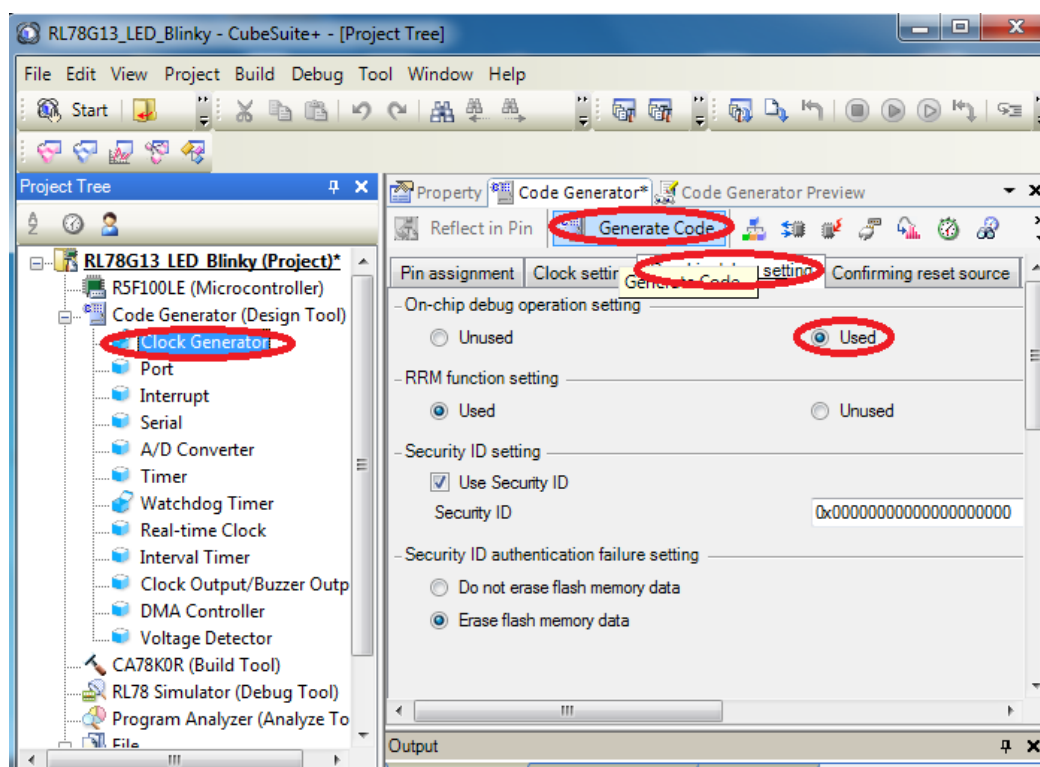 RL78G13_LED_Blinky - CubeSuite+ - [Project Tree]
File Edit View Project Build Debug Tool Window Help
Start
Project Tree
RL78G13_LED_Blinky (Project)*
R5F100LE (Microcontroller)
Code Generator (Design Tool)
Clock Generator
Port
Interrupt
Serial
A/D Converter
Timer
Watchdog Timer
Real-time Clock
Interval Timer
Clock Output/Buzzer Outp
DMA Controller
Voltage Detector
CA78K0R (Build Tool)
RL78 Simulator (Debug Tool)
Program Analyzer (Analyze To
File
Property Code Generator* Code Generator Preview
Reflect in Pin Generate Code
Pin assignment Clock settin setting Confirming reset source
Generate Code
On-chip debug operation setting
Unused Used
RRM function setting
Used Unused
Security ID setting
Use Security ID
Security ID 0x00000000000000000000
Security ID authentication failure setting
Do not erase flash memory data
Erase flash memory data
Output